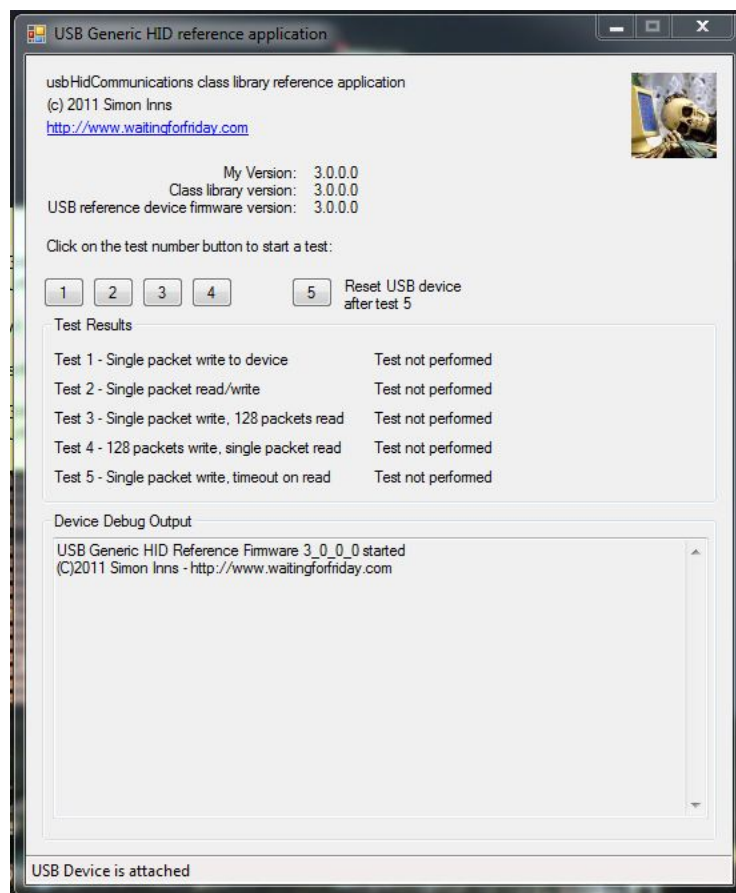 USB Generic HID reference application
usbHidCommunications class library reference application
(c) 2011 Simon Inns
http://www.waitingforfriday.com
My Version: 3.0.0.0
Class library version: 3.0.0.0
USB reference device firmware version: 3.0.0.0
Click on the test number button to start a test:
1 2 3 4 5 Reset USB device
after test 5
Test Results
Test 1 - Single packet write to device Test not performed
Test 2 - Single packet read/write Test not performed
Test 3 - Single packet write, 128 packets read Test not performed
Test 4 - 128 packets write, single packet read Test not performed
Test 5 - Single packet write, timeout on read Test not performed
Device Debug Output
USB Generic HID Reference Firmware 3_0_0_0 started
(C)2011 Simon Inns - http://www.waitingforfriday.com
USB Device is attached